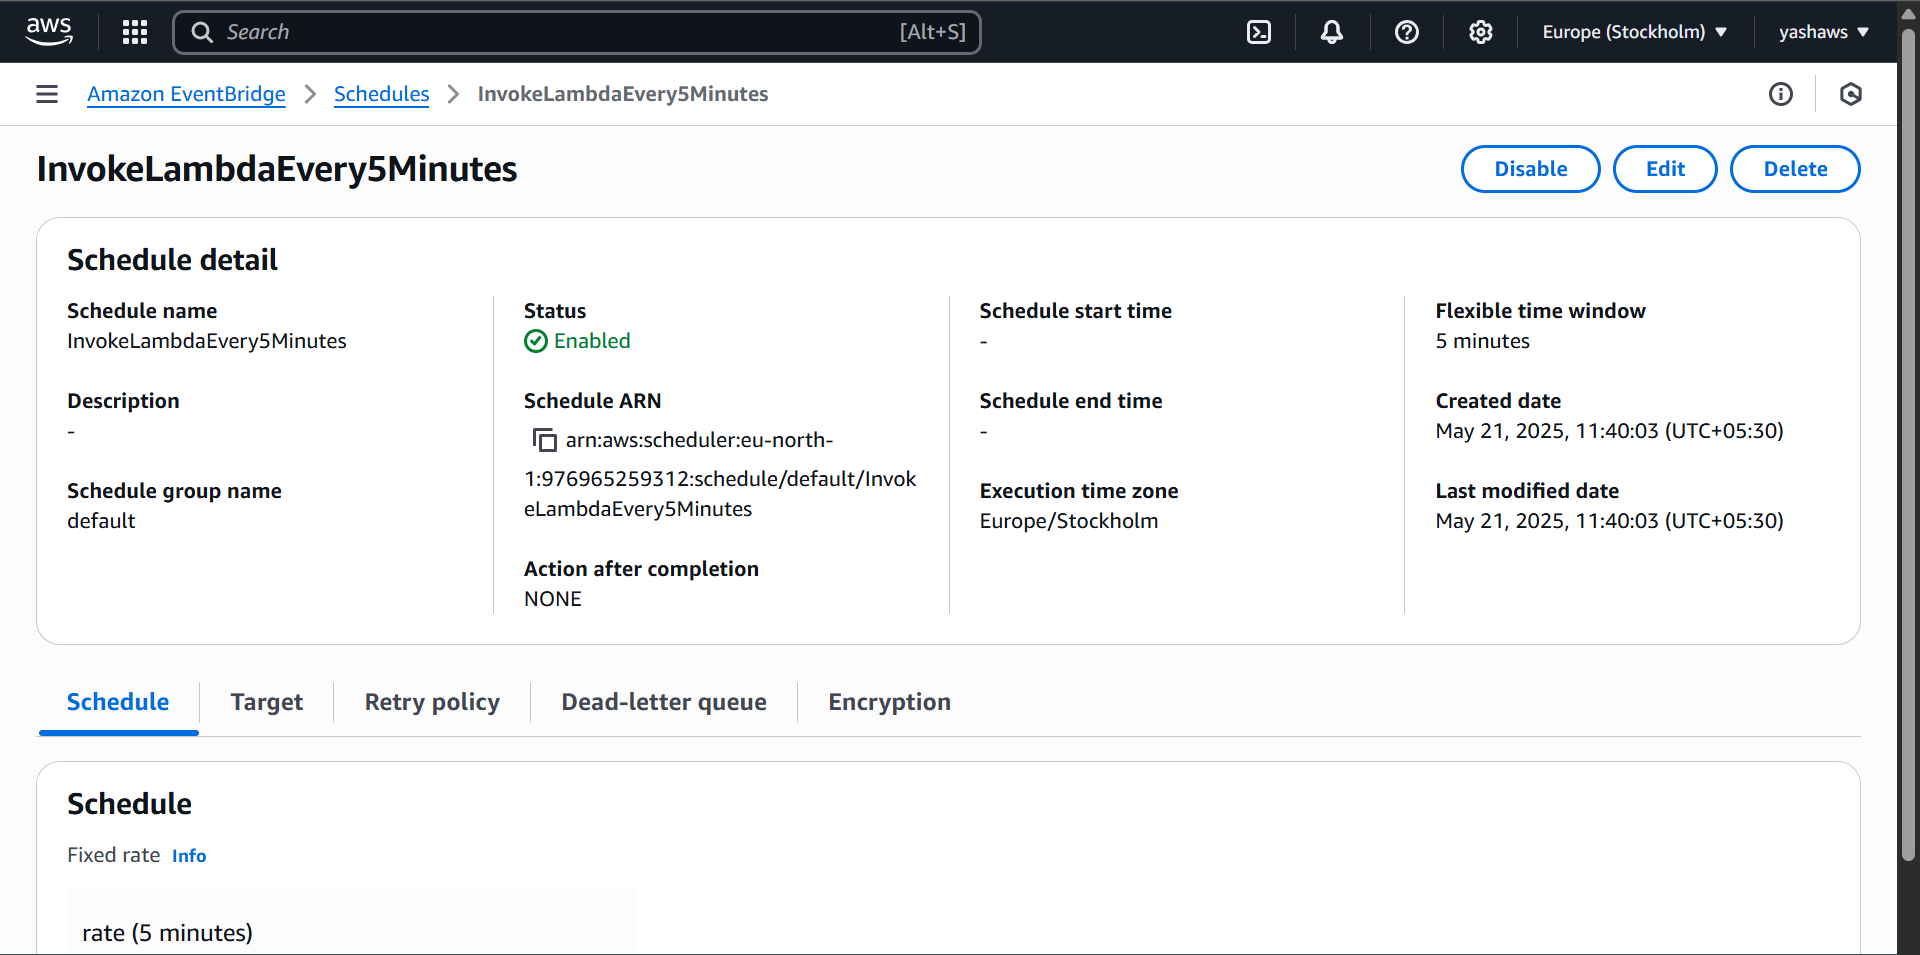 aws
Search
[Alt+S]
Europe (Stockholm)
yashaws
Amazon EventBridge
Schedules
InvokeLambdaEvery5Minutes
InvokeLambdaEvery5Minutes
Disable
Edit
Delete
Schedule detail
Schedule name
InvokeLambdaEvery5Minutes
Description
-
Schedule group name
default
Status
Enabled
Schedule ARN
arn:aws:scheduler:eu-north-
1:976965259312:schedule/default/Invok
eLambdaEvery5Minutes
Action after completion
NONE
Schedule start time
-
Schedule end time
-
Execution time zone
Europe/Stockholm
Flexible time window
5 minutes
Created date
May 21, 2025, 11:40:03 (UTC+05:30)
Last modified date
May 21, 2025, 11:40:03 (UTC+05:30)
Schedule
Target
Retry policy
Dead-letter queue
Encryption
Schedule
Fixed rate Info
rate (5 minutes)